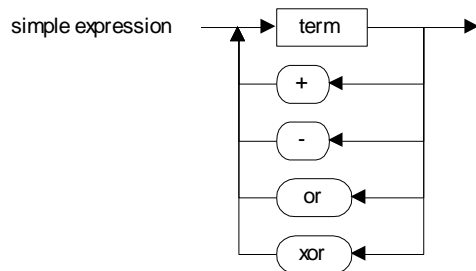 simple expression term
+
-
or
xor